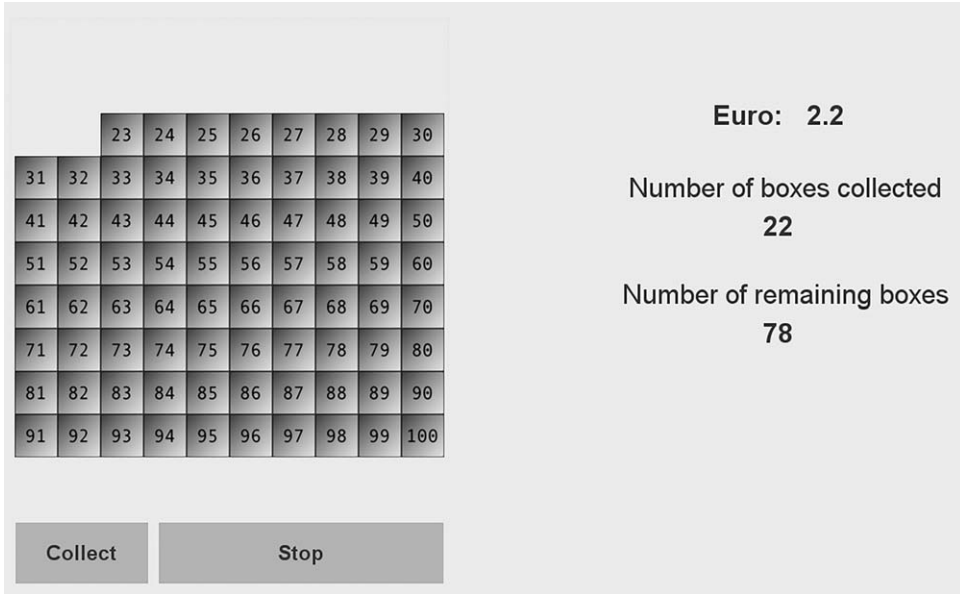 23 24 25 26 27 28 29 30
31 32 33 34 35 36 37 38 39 40
41 42 43 44 45 46 47 48 49 50
51 52 53 54 55 56 57 58 59 60
61 62 63 64 65 66 67 68 69 70
71 72 73 74 75 76 77 78 79 80
81 82 83 84 85 86 87 88 89 90
91 92 93 94 95 96 97 98 99 100
Collect Stop
Euro: 2.2
Number of boxes collected
22
Number of remaining boxes
78